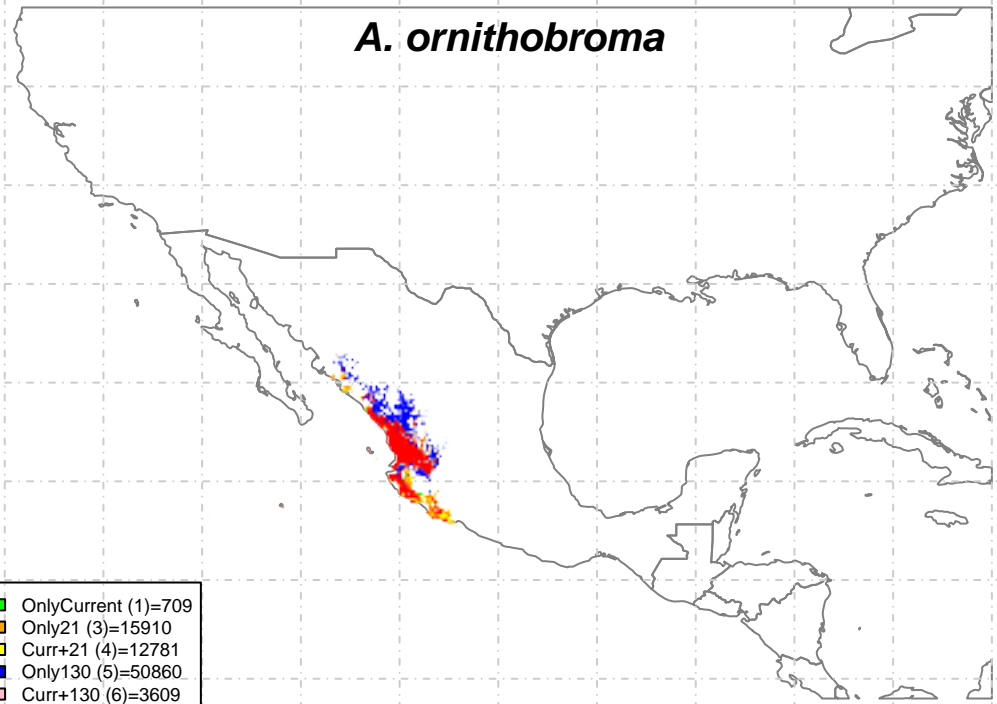 A. ornithobroma
OnlyCurrent (1)=709
Only21 (3)=15910
Curr+21 (4)=12781
Only130 (5)=50860
Curr+130 (6)=3609